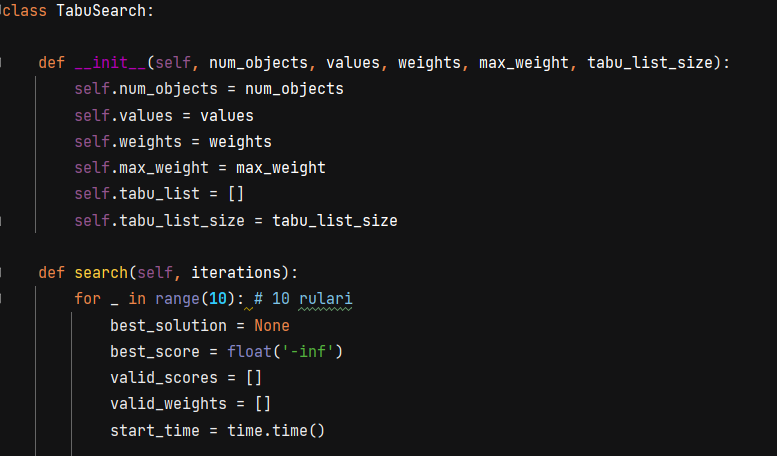 class TabuSearch:
def __init__(self, num_objects, values, weights, max_weight, tabu_list_size):
self.num_objects = num_objects
self.values = values
self.weights = weights
self.max_weight = max_weight
self.tabu_list = []
self.tabu_list_size = tabu_list_size
def search(self, iterations):
for _ in range(10): # 10 rulari
best_solution = None
best_score = float('-inf')
valid_scores = []
valid_weights = []
start_time = time.time()